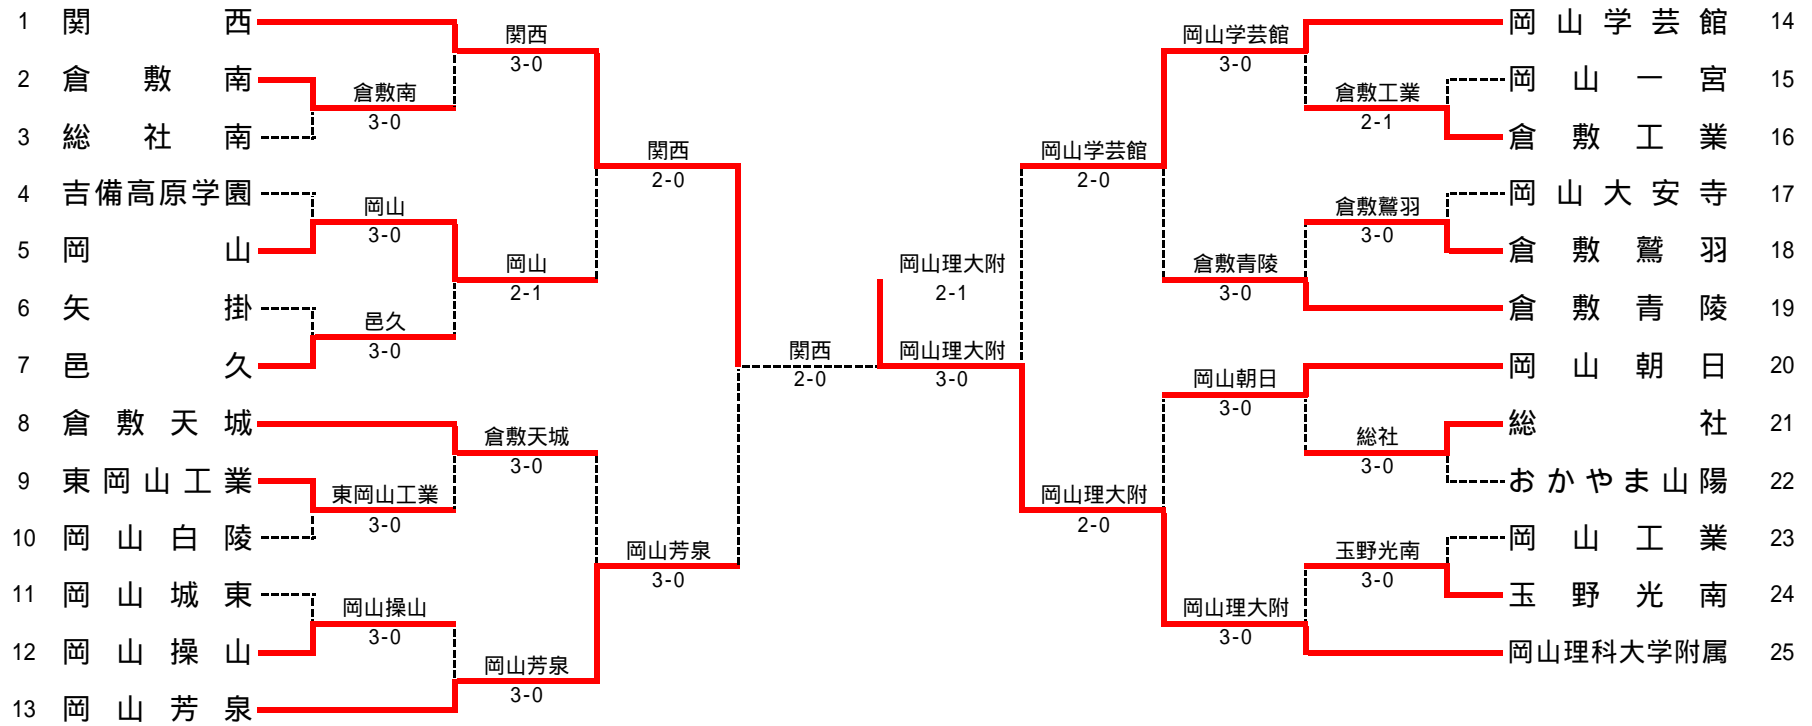 1 関西
2 倉敷南
3 総社南
4 吉備高原学園
5 岡山
6 矢掛
7 邑久
8 倉敷天城
9 東岡山工業
10 岡山白陵
11 岡山城東
12 岡山操山
13 岡山芳泉
倉敷南
3-0
岡山
3-0
邑久
3-0
東岡山工業
3-0
岡山操山
3-0
関西
3-0
岡山
2-1
倉敷天城
3-0
岡山芳泉
3-0
関西
2-0
岡山芳泉
3-0
関西
2-0
岡山理大附
2-1
岡山理大附
3-0
岡山学芸館
2-0
岡山理大附
2-0
岡山学芸館
3-0
倉敷青陵
3-0
岡山朝日
3-0
岡山理大附
3-0
倉敷工業
2-1
倉敷鷲羽
3-0
総社
3-0
玉野光南
3-0
岡山学芸館 14
岡山一宮 15
倉敷工業 16
岡山大安寺 17
倉敷鷲羽 18
倉敷青陵 19
岡山朝日 20
総社 21
おかやま山陽 22
岡山工業 23
玉野光南 24
岡山理科大学附属 25